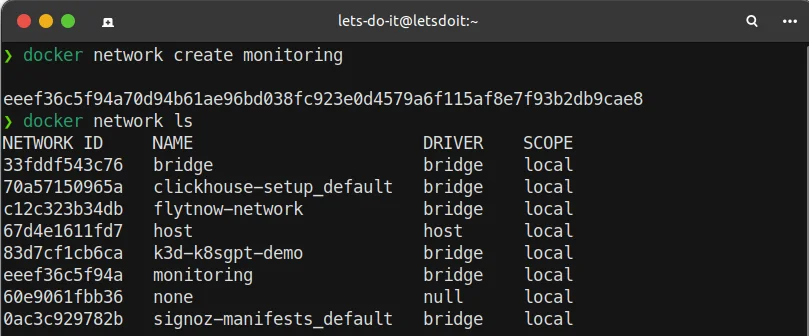 lets-do-it@letsdoit:~
❯ docker network create monitoring
eeef36c5f94a70d94b61ae96bd038fc923e0d4579a6f115af8e7f93b2db9cae8
❯ docker network ls
NETWORK ID     NAME                      DRIVER    SCOPE
33fddf543c76   bridge                    bridge    local
70a57150965a   clickhouse-setup_default   bridge    local
c12c323b34db   flytnow-network           bridge    local
67d4e1611fd7   host                      host      local
83d7cf1cb6ca   k3d-k8sgpt-demo           bridge    local
eeef36c5f94a   monitoring                bridge    local
60e9061fbb36   none                      null      local
0ac3c929782b   signoz-manifests_default   bridge    local